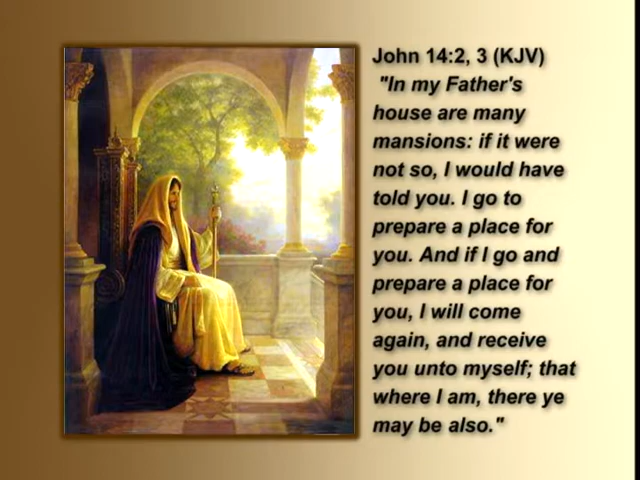 John 14:2, 3 (KJV)
"In my Father's
house are many
mansions: if it were
not so, I would have
told you. I go to
prepare a place for
you. And if I go and
prepare a place for
you, I will come
again, and receive
you unto myself; that
where I am, there ye
may be also."